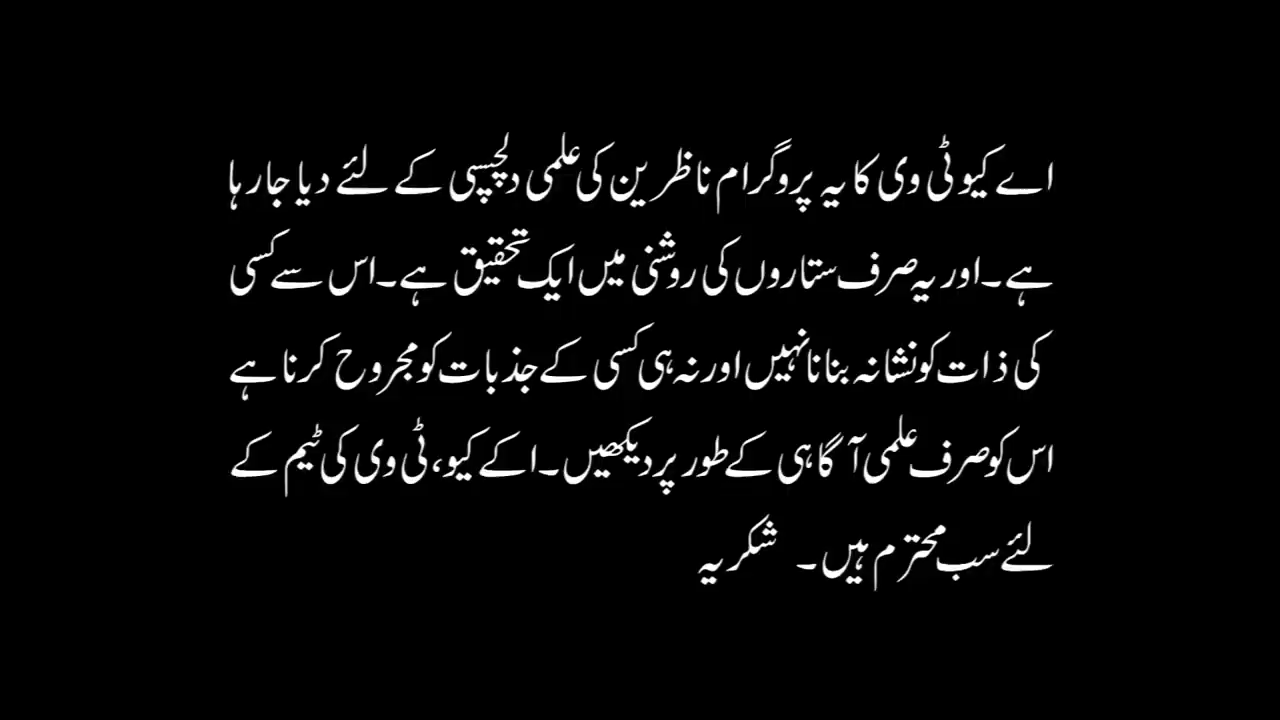 اے کیو ٹی وی کا یہ پروگرام ناظرین کی علمی دلچسپی کے لئے دیا جارہا
ہے۔اور یہ صرف ستاروں کی روشنی میں ایک تحقیق ہے۔اس سے کسی
کی ذات کو نشانہ بنانا نہیں اور نہ ہی کسی کے جذبات کو مجروح کرنا ہے
اس کو صرف علمی آگاہی کے طور پر دیکھیں۔اکے کیو، ٹی وی کی ٹیم کے
لئے سب محترم ہیں۔ شکریہ